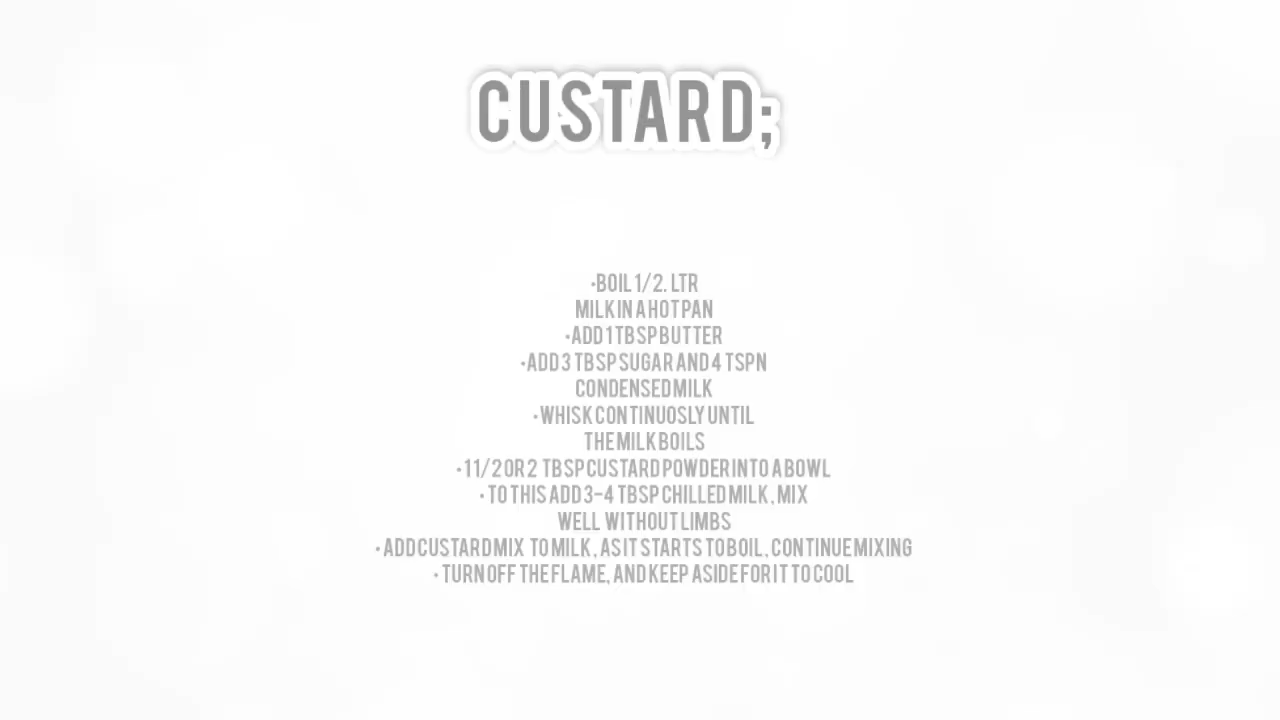 CUSTARD;
•BOIL 1/2. LTR
MILK IN A HOT PAN
•ADD 1 TBSP BUTTER
•ADD 3 TBSP SUGAR AND 4 TSPN
CONDENSED MILK
•WHISK CONTINUOSLY UNTIL
THE MILK BOILS
•1 1/2 OR 2 TBSP CUSTARD POWDER INTO A BOWL
• TO THIS ADD 3-4 TBSP CHILLED MILK , MIX
WELL WITHOUT LIMBS
• ADD CUSTARD MIX TO MILK , AS IT STARTS TO BOIL , CONTINUE MIXING
• TURN OFF THE FLAME, AND KEEP ASIDE FOR IT TO COOL